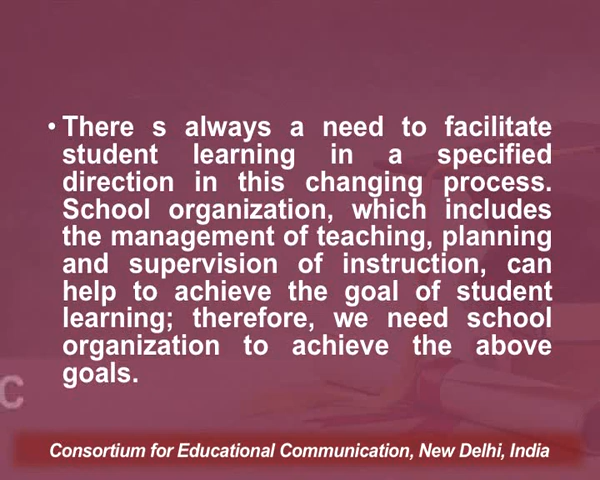 • There s always a need to facilitate
student learning in a specified
direction in this changing process.
School organization, which includes
the management of teaching, planning
and supervision of instruction, can
help to achieve the goal of student
learning; therefore, we need school
organization to achieve the above
goals.
C
Consortium for Educational Communication, New Delhi, India